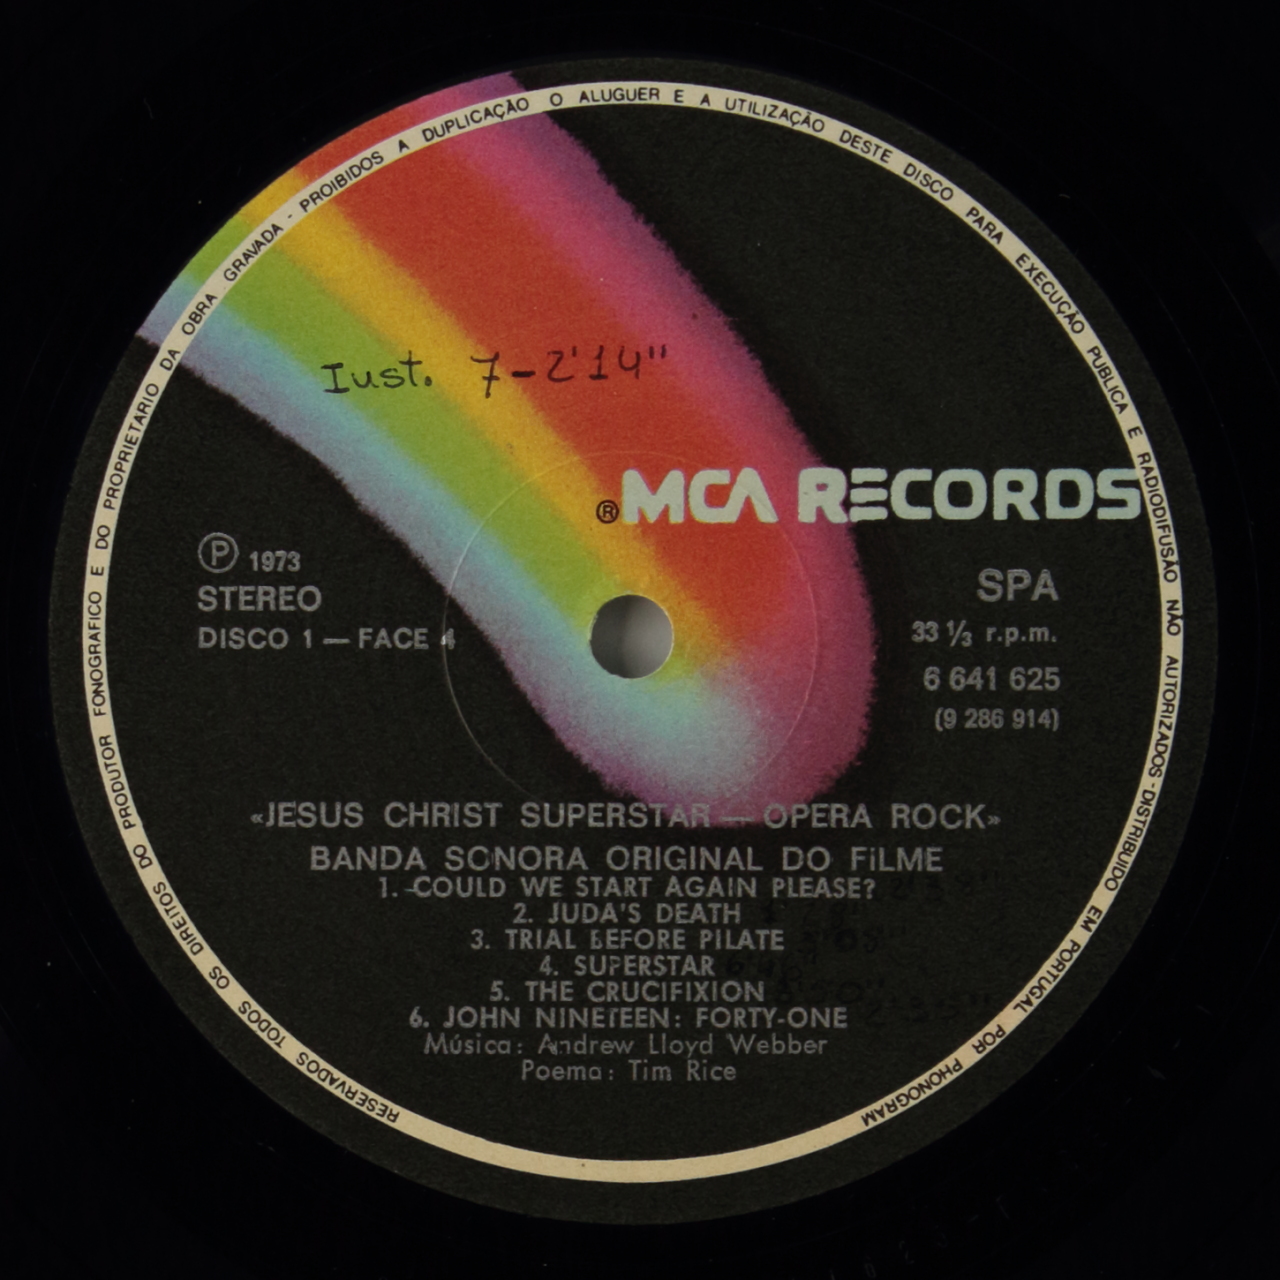 RESERVADOS TODOS OS DIREITOS DO PRODUTOR FONOGRAFICO E DO PROPRIETARIO DA OBRA GRAVADA - PROIBIDOS A DUPLICAÇÃO O ALUGUER E A UTILIZAÇÃO DESTE DISCO PARA EXECUÇÃO PUBLICA E RADIODIFUSÃO NÃO AUTORIZADOS - DISTRIBUIDO EM PORTUGAL POR PHONOGRAM
Iust. 7-2'14"
®MCA RECORDS
Ⓟ 1973
STEREO
DISCO 1 — FACE 4
SPA
33 ⅓ r.p.m.
6 641 625
(9 286 914)
«JESUS CHRIST SUPERSTAR — OPERA ROCK»
BANDA SONORA ORIGINAL DO FiLME
1. -COULD WE START AGAIN PLEASE?
2. JUDA'S DEATH
3. TRIAL BEFORE PILATE
4. SUPERSTAR
5. THE CRUCIFIXION
6. JOHN NINETEEN: FORTY-ONE
Música: Andrew Lloyd Webber
Poema: Tim Rice